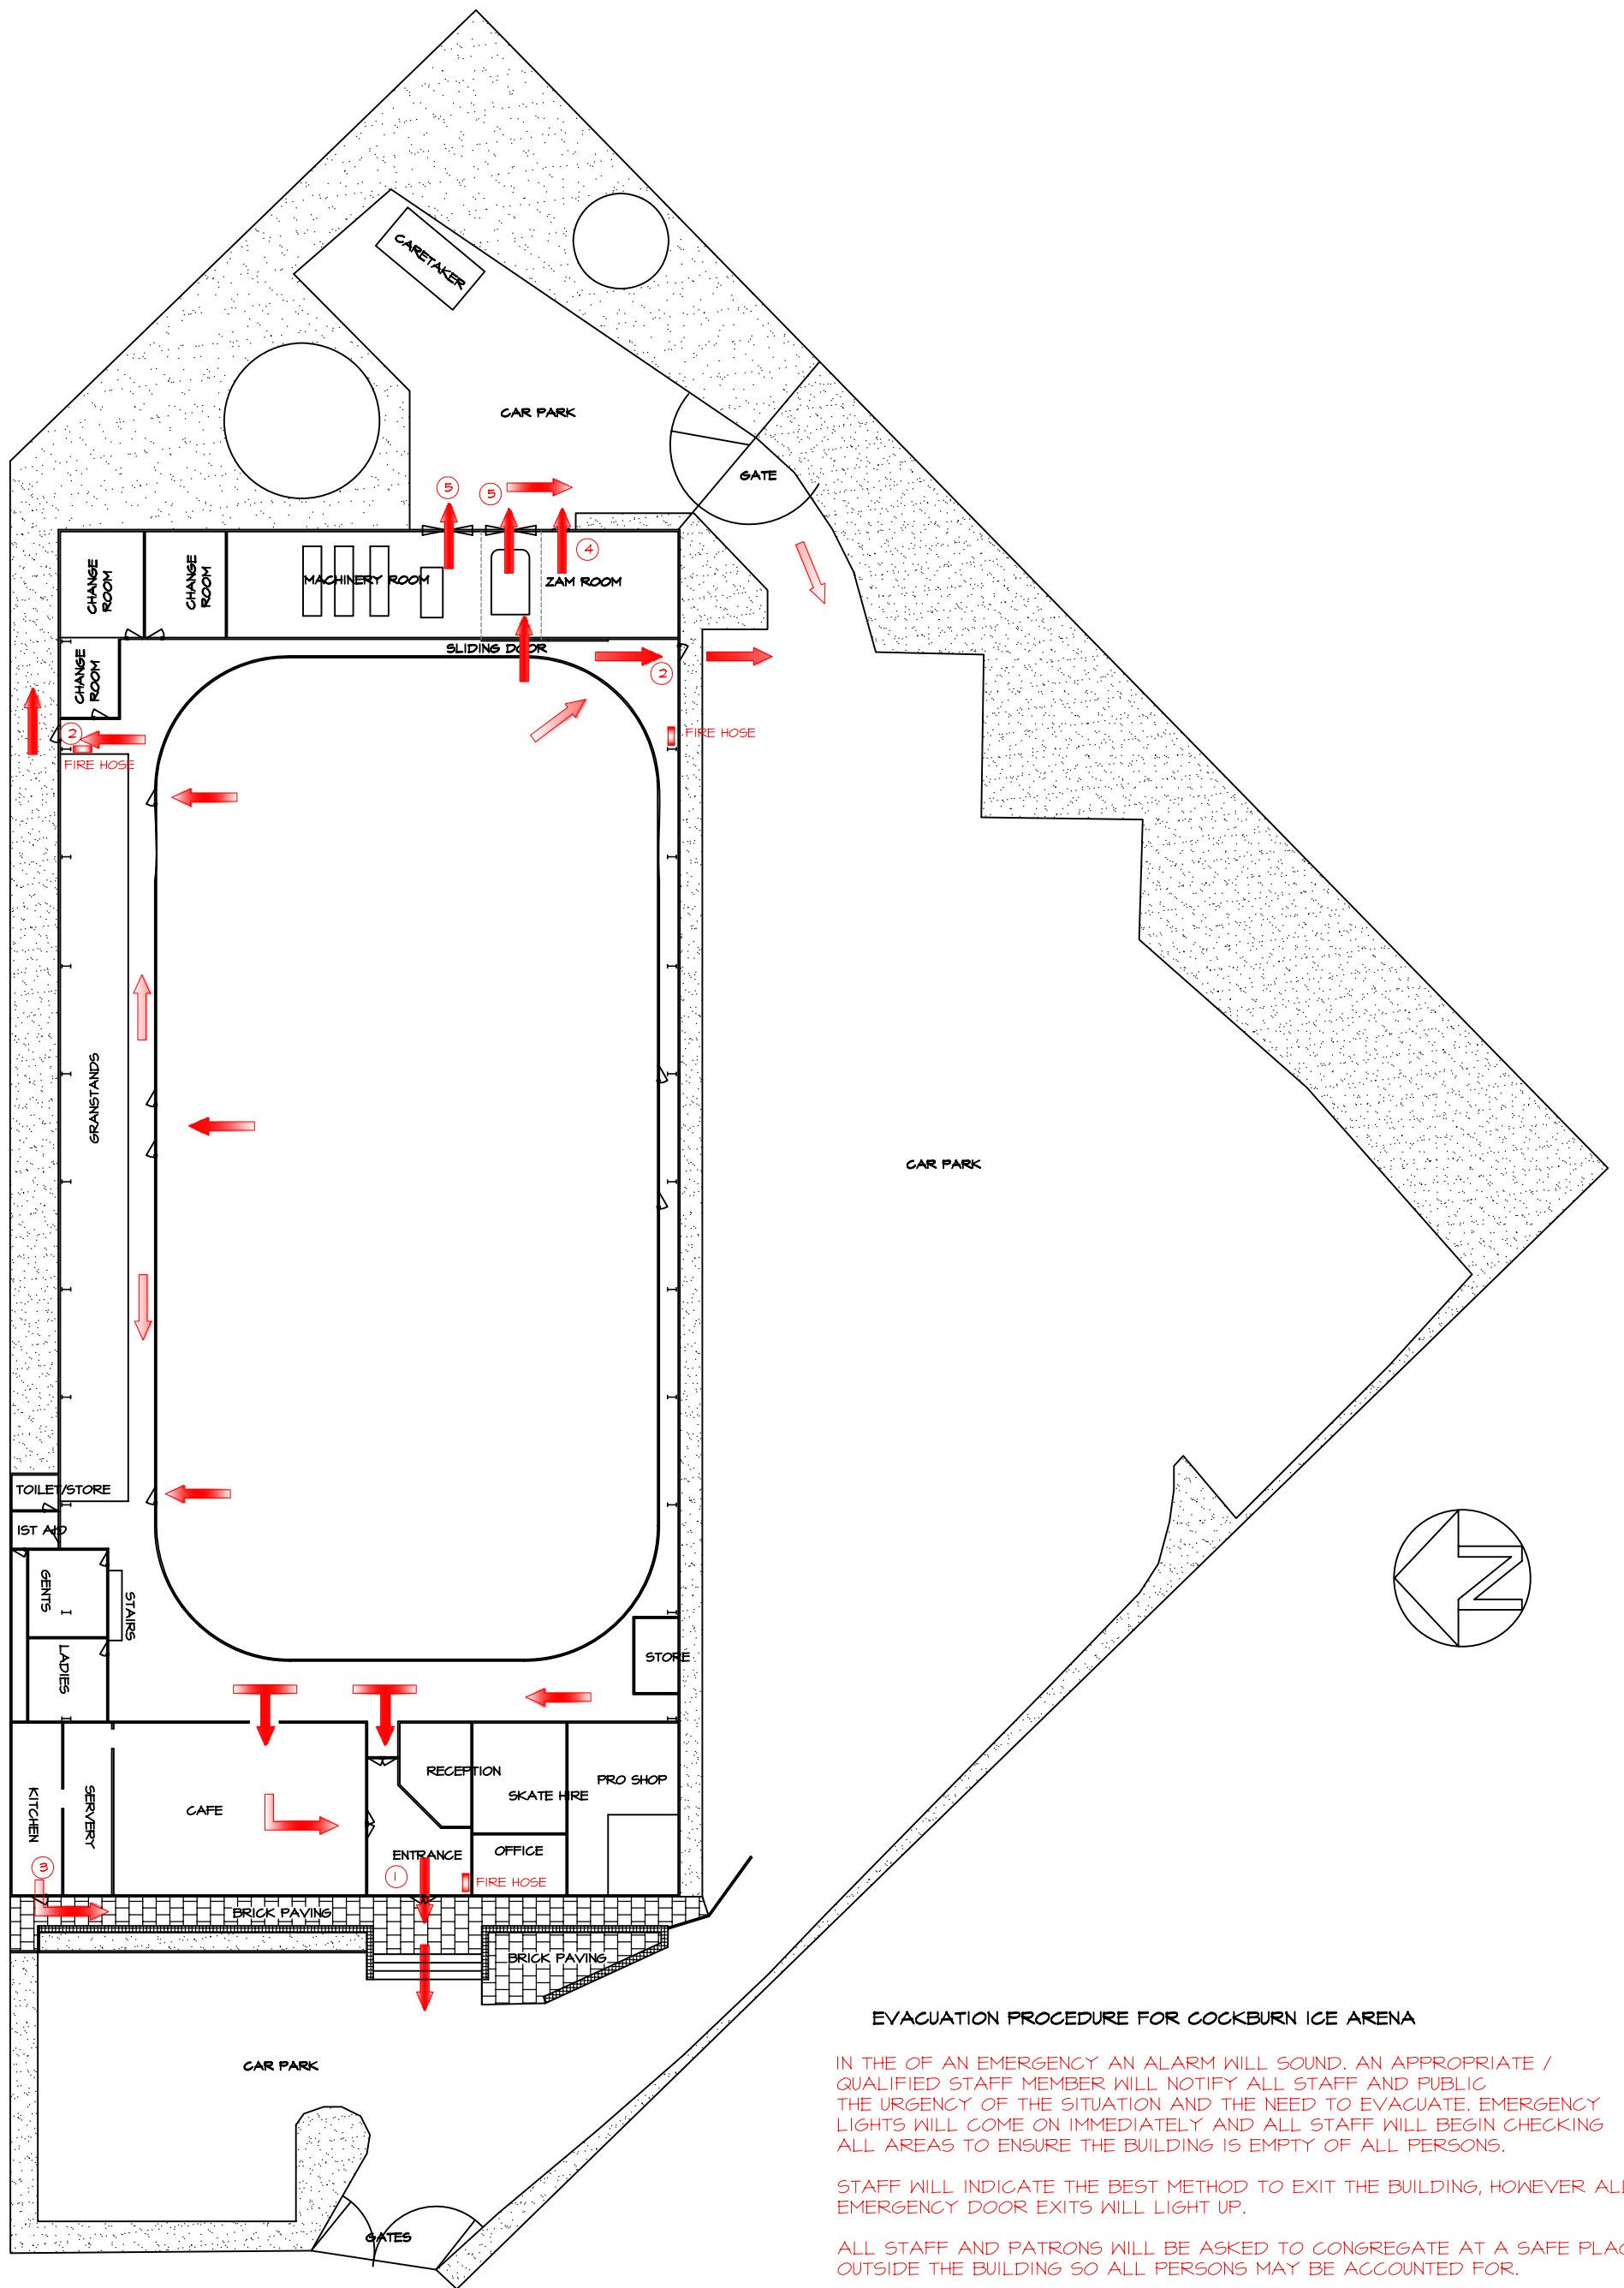 CARETAKER
CAR PARK
GATE
5
5
4
CHANGE
ROOM
CHANGE
ROOM
MACHINERY ROOM
ZAM ROOM
SLIDING DOOR
CHANGE
ROOM
2
2
FIRE HOSE
FIRE HOSE
GRANSTANDS
CAR PARK
TOILET/STORE
1ST AID
GENTS
STAIRS
LADIES
STORE
N
RECEPTION
SKATE HIRE
PRO SHOP
KITCHEN
SERVERY
CAFE
ENTRANCE
OFFICE
3
1
FIRE HOSE
BRICK PAVING
BRICK PAVING
CAR PARK
GATES
EVACUATION PROCEDURE FOR COCKBURN ICE ARENA
IN THE OF AN EMERGENCY AN ALARM WILL SOUND. AN APPROPRIATE /
QUALIFIED STAFF MEMBER WILL NOTIFY ALL STAFF AND PUBLIC
THE URGENCY OF THE SITUATION AND THE NEED TO EVACUATE. EMERGENCY
LIGHTS WILL COME ON IMMEDIATELY AND ALL STAFF WILL BEGIN CHECKING
ALL AREAS TO ENSURE THE BUILDING IS EMPTY OF ALL PERSONS.
STAFF WILL INDICATE THE BEST METHOD TO EXIT THE BUILDING, HOWEVER ALL
EMERGENCY DOOR EXITS WILL LIGHT UP.
ALL STAFF AND PATRONS WILL BE ASKED TO CONGREGATE AT A SAFE PLAC
OUTSIDE THE BUILDING SO ALL PERSONS MAY BE ACCOUNTED FOR.